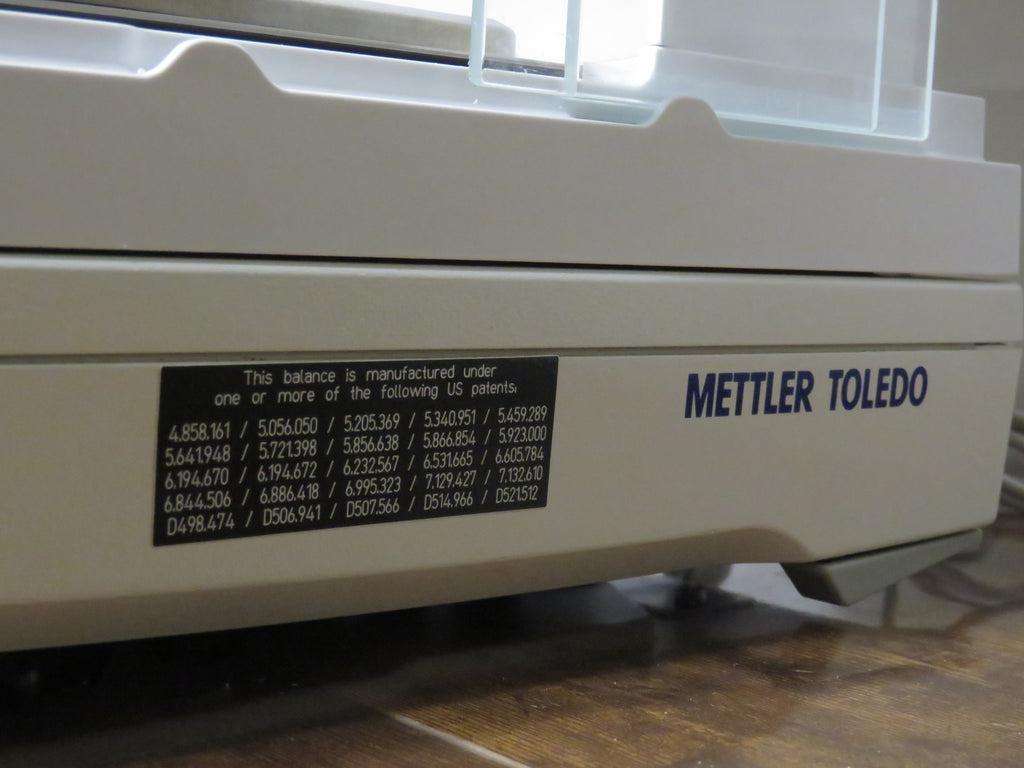 This balance is manufactured under
one or more of the following US patents:
4.858.161 / 5.056.050 / 5.205.369 / 5.340.951 / 5.459.289
5.641.948 / 5.721.398 / 5.856.638 / 5.866.854 / 5.923.000
6.194.670 / 6.194.672 / 6.232.567 / 6.531.665 / 6.605.784
6.844.506 / 6.886.418 / 6.995.323 / 7.129.427 / 7.132.610
D498.474 / D506.941 / D507.566 / D514.966 / D521.512
METTLER TOLEDO